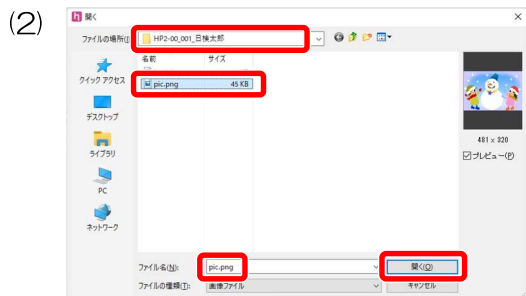 (2)
開く
ファイルの場所(I):
HP2-00_001_日検太郎
名前
サイズ
pic.png
45 KB
クイック アクセス
デスクトップ
ライブラリ
PC
ネットワーク
481 x 320
プレビュー(P)
ファイル名(N):
pic.png
開く(O)
ファイルの種類(T):
画像ファイル
キャンセル